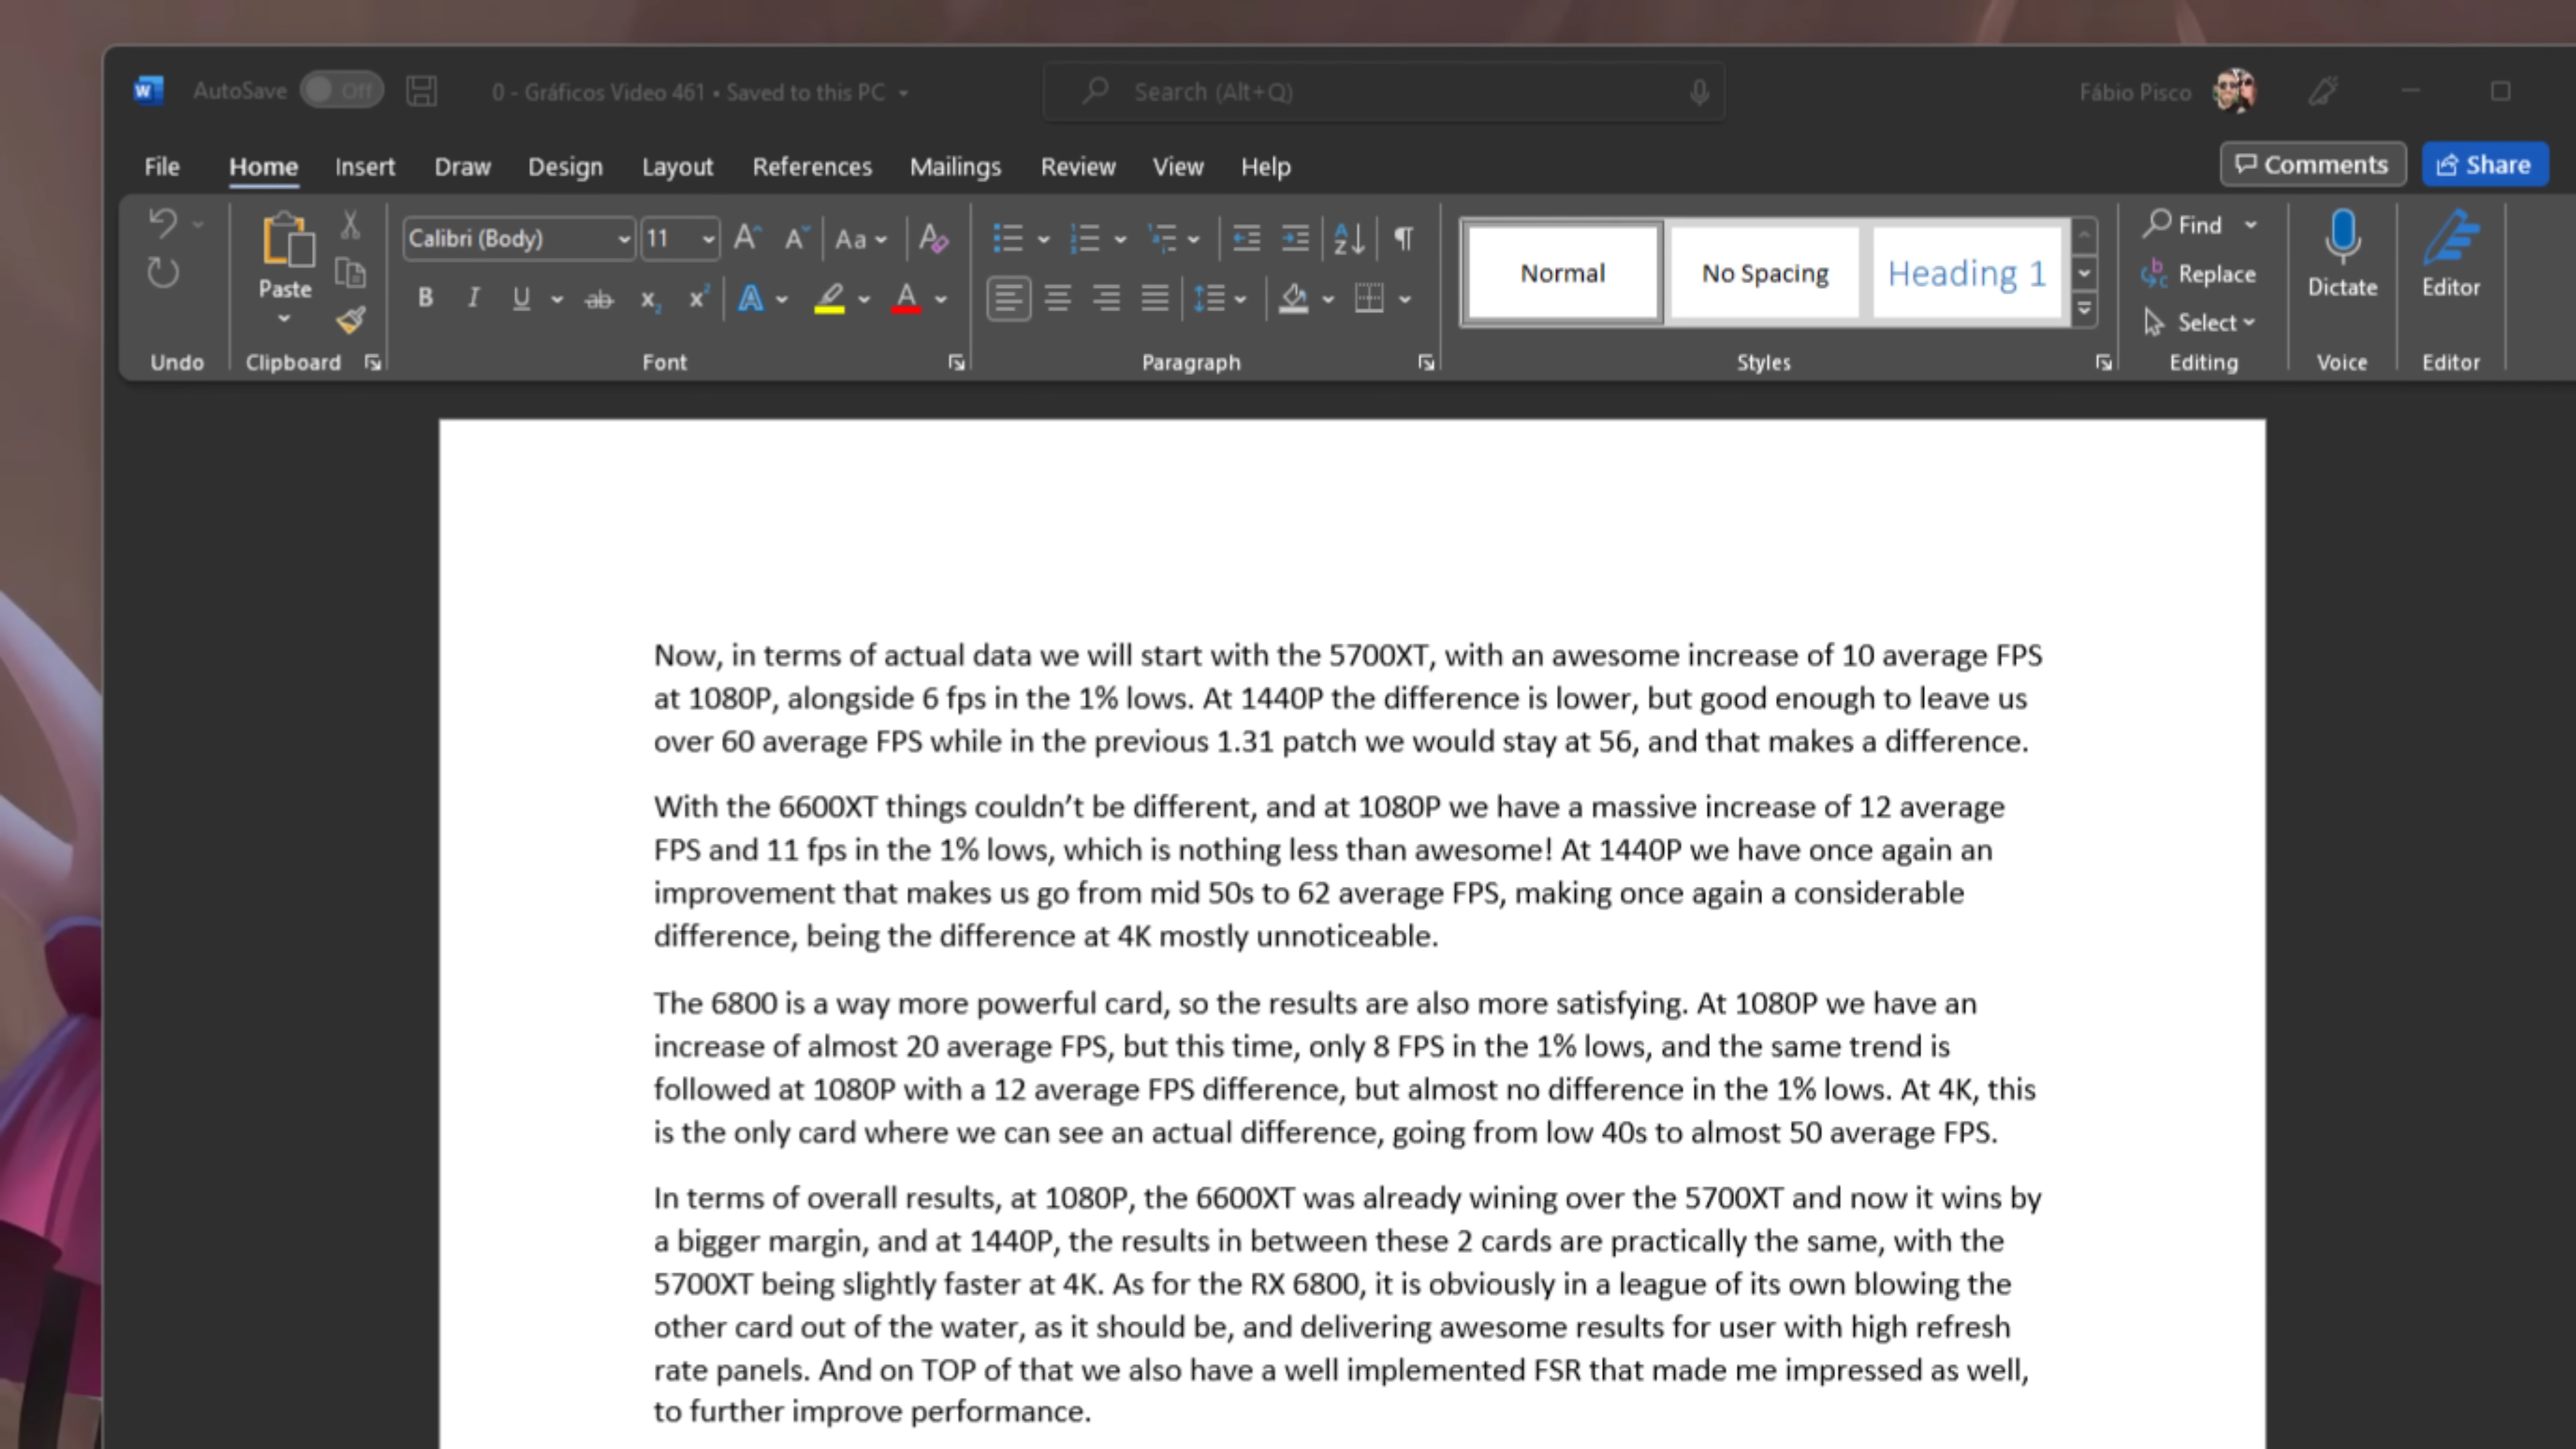 AutoSave Off 0 - Gráficos Video 461 • Saved to this PC Search (Alt+Q) Fábio Pisco
File Home Insert Draw Design Layout References Mailings Review View Help Comments Share
Calibri (Body) 11 Aa
Paste
Normal No Spacing Heading 1
Find
Replace
Select
Dictate Editor
Undo Clipboard Font Paragraph Styles Editing Voice Editor
Now, in terms of actual data we will start with the 5700XT, with an awesome increase of 10 average FPS
at 1080P, alongside 6 fps in the 1% lows. At 1440P the difference is lower, but good enough to leave us
over 60 average FPS while in the previous 1.31 patch we would stay at 56, and that makes a difference.
With the 6600XT things couldn’t be different, and at 1080P we have a massive increase of 12 average
FPS and 11 fps in the 1% lows, which is nothing less than awesome! At 1440P we have once again an
improvement that makes us go from mid 50s to 62 average FPS, making once again a considerable
difference, being the difference at 4K mostly unnoticeable.
The 6800 is a way more powerful card, so the results are also more satisfying. At 1080P we have an
increase of almost 20 average FPS, but this time, only 8 FPS in the 1% lows, and the same trend is
followed at 1080P with a 12 average FPS difference, but almost no difference in the 1% lows. At 4K, this
is the only card where we can see an actual difference, going from low 40s to almost 50 average FPS.
In terms of overall results, at 1080P, the 6600XT was already wining over the 5700XT and now it wins by
a bigger margin, and at 1440P, the results in between these 2 cards are practically the same, with the
5700XT being slightly faster at 4K. As for the RX 6800, it is obviously in a league of its own blowing the
other card out of the water, as it should be, and delivering awesome results for user with high refresh
rate panels. And on TOP of that we also have a well implemented FSR that made me impressed as well,
to further improve performance.